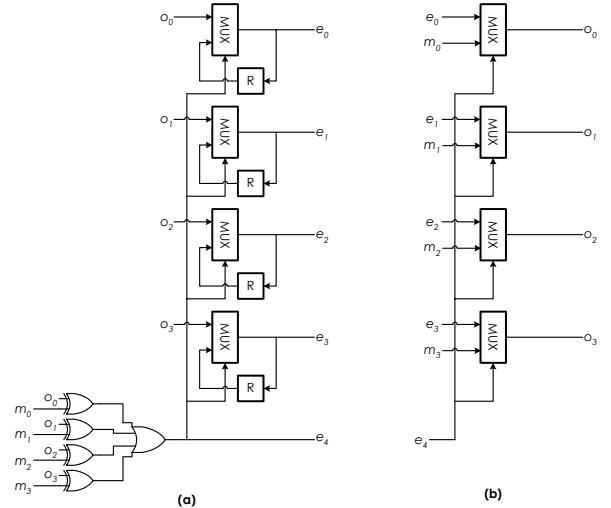 o0 MUX e0 R
o1 MUX e1 R
o2 MUX e2 R
o3 MUX e3 R
o0
m0
o1
m1
o2
m2
o3
m3
e4
(a)
e0 MUX o0
m0
e1 MUX o1
m1
e2 MUX o2
m2
e3 MUX o3
m3
e4
(b)